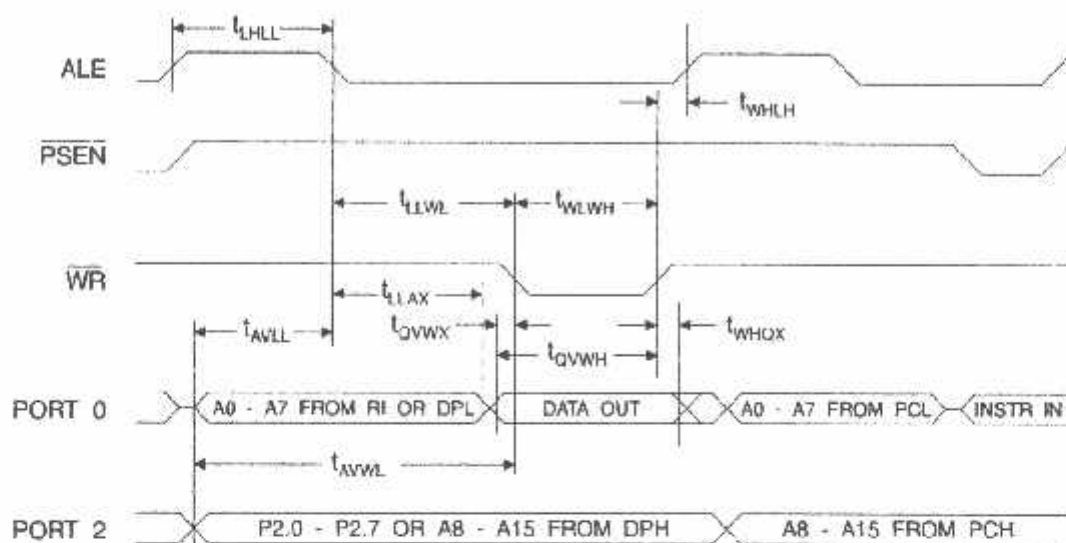 tLHLL
ALE
tWHLH
PSEN
tLLWL
tWLWH
WR
tLLAX
tAVLL
tQVWX
tWHQX
tQVWH
PORT 0
A0 - A7 FROM RI OR DPL
DATA OUT
A0 - A7 FROM PCL
INSTR IN
tAVWL
PORT 2
P2.0 - P2.7 OR A8 - A15 FROM DPH
A8 - A15 FROM PCH